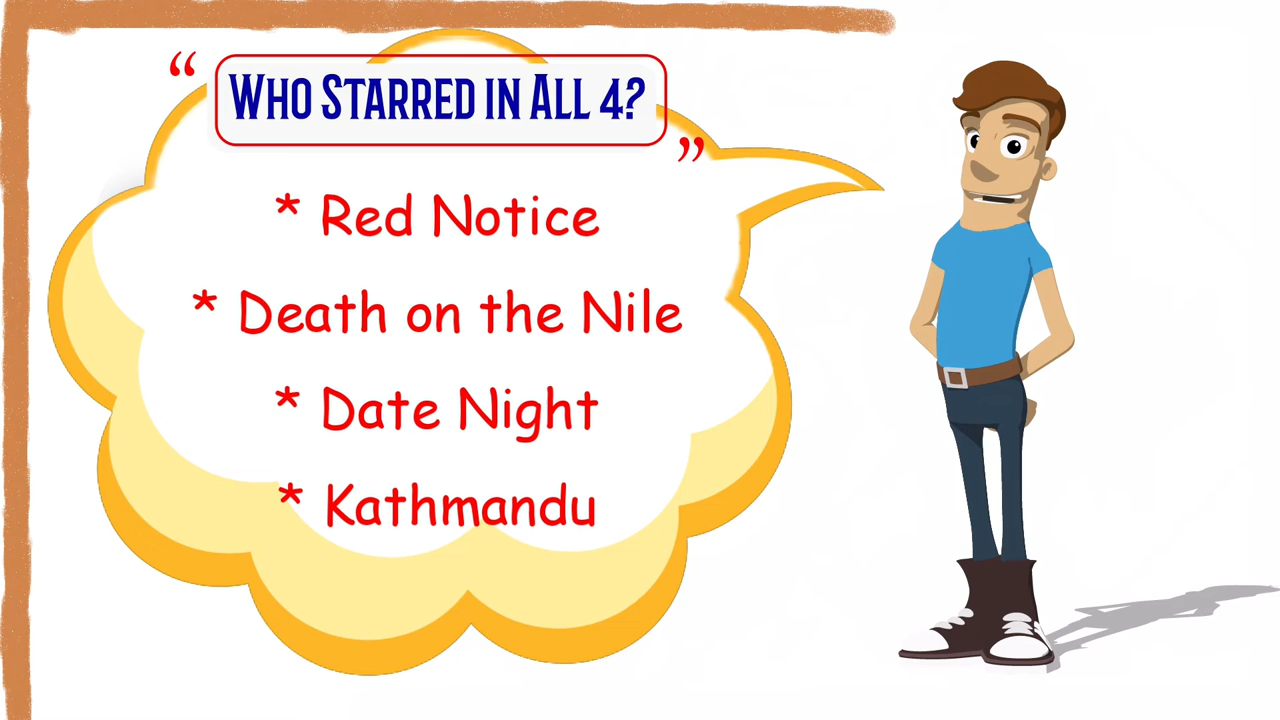 “ Who Starred in All 4? ”
* Red Notice
* Death on the Nile
* Date Night
* Kathmandu